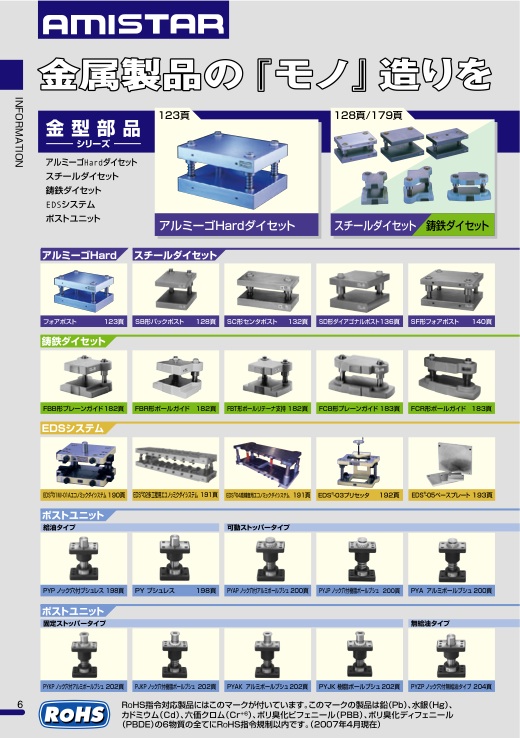 AMISTAR
金属製品の『モノ』造りを
INFORMATION
金型部品
シリーズ
アルミーゴHardダイセット
スチールダイセット
鋳鉄ダイセット
EDSシステム
ポストユニット
123頁
アルミーゴHardダイセット
128頁/179頁
スチールダイセット 鋳鉄ダイセット
アルミーゴHard スチールダイセット
フォアポスト 123頁
SB形バックポスト 128頁
SC形センタポスト 132頁
SD形ダイアゴナルポスト136頁
SF形フォアポスト 140頁
鋳鉄ダイセット
FBB形プレーンガイド182頁
FBR形ボールガイド 182頁
FBT形ボールリテーナ支持182頁
FCB形プレーンガイド183頁
FCR形ボールガイド 183頁
EDSシステム
190頁
191頁
191頁
EDS®-03プリセッタ 192頁
EDS®-05ベースプレート 193頁
ポストユニット
給油タイプ
可動ストッパータイプ
PYP ノック穴付プシュレス 198頁
PY プシュレス 198頁
PYAP ノック穴付アルミボールブシュ 200頁
PYJP ノック穴付樹脂ボールブシュ 200頁
PYA アルミボールブシュ 200頁
ポストユニット
固定ストッパータイプ
無給油タイプ
PYKP ノック穴付アルミボールブシュ 202頁
PJKP ノック穴付樹脂ボールブシュ 202頁
PYAK アルミボールブシュ 202頁
PYJK 樹脂ボールブシュ 202頁
PYZP ノック穴付無給油タイプ 204頁
6
RoHS
RoHS指令対応製品にはこのマークが付いています。このマークの製品は鉛(Pb)、水銀(Hg)、
カドミウム(Cd)、六価クロム(Cr⁺⁶)、ポリ臭化ビフェニール(PBB)、ポリ臭化ディフェニール
(PBDE)の6物質の全てにRoHS指令規制以内です。(2007年4月現在)